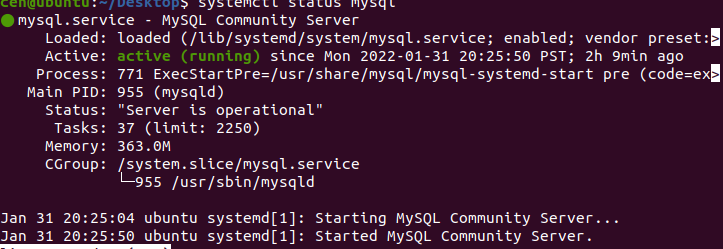 cen@ubuntu:~/Desktop$ systemctl status mysql
● mysql.service - MySQL Community Server
     Loaded: loaded (/lib/systemd/system/mysql.service; enabled; vendor preset:>
     Active: active (running) since Mon 2022-01-31 20:25:50 PST; 2h 9min ago
    Process: 771 ExecStartPre=/usr/share/mysql/mysql-systemd-start pre (code=ex>
   Main PID: 955 (mysqld)
     Status: "Server is operational"
      Tasks: 37 (limit: 2250)
     Memory: 363.0M
     CGroup: /system.slice/mysql.service
             └─955 /usr/sbin/mysqld

Jan 31 20:25:04 ubuntu systemd[1]: Starting MySQL Community Server...
Jan 31 20:25:50 ubuntu systemd[1]: Started MySQL Community Server.